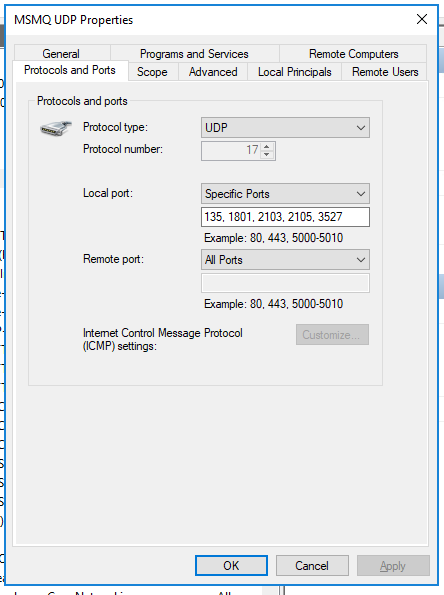 MSMQ UDP Properties
General
Programs and Services
Remote Computers
Protocols and Ports
Scope
Advanced
Local Principals
Remote Users
Protocols and ports
Protocol type:
UDP
Protocol number:
17
Local port:
Specific Ports
135, 1801, 2103, 2105, 3527
Example: 80, 443, 5000-5010
Remote port:
All Ports
Example: 80, 443, 5000-5010
Internet Control Message Protocol
(ICMP) settings:
Customize...
OK
Cancel
Apply